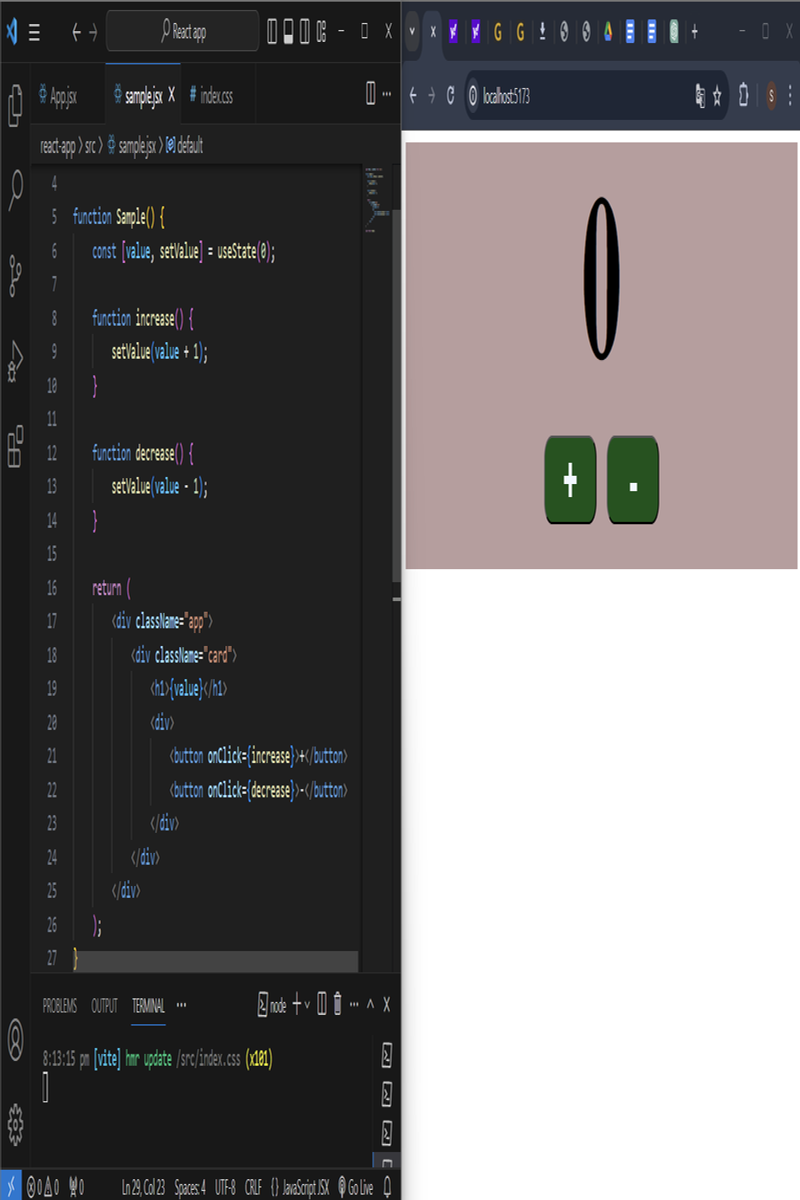 React app
App.jsx
sample.jsx
# index.css
react-app > src > sample.jsx > default
4
5 function Sample() {
6 const [value, setValue] = useState(0);
7
8 function increase() {
9 setValue(value + 1);
10 }
11
12 function decrease() {
13 setValue(value - 1);
14 }
15
16 return (
17 <div className="app">
18 <div className="card">
19 <h1>{value}</h1>
20 <div>
21 <button onClick={increase}>+</button>
22 <button onClick={decrease}>-</button>
23 </div>
24 </div>
25 </div>
26 );
27 }
PROBLEMS OUTPUT TERMINAL ... node
8:13:15 pm [vite] hmr update /src/index.css (x101)
0 0 0 Ln 29, Col 23 Spaces: 4 UTF-8 CRLF {} JavaScript JSX Go Live
localhost:5173
S
0
+ -